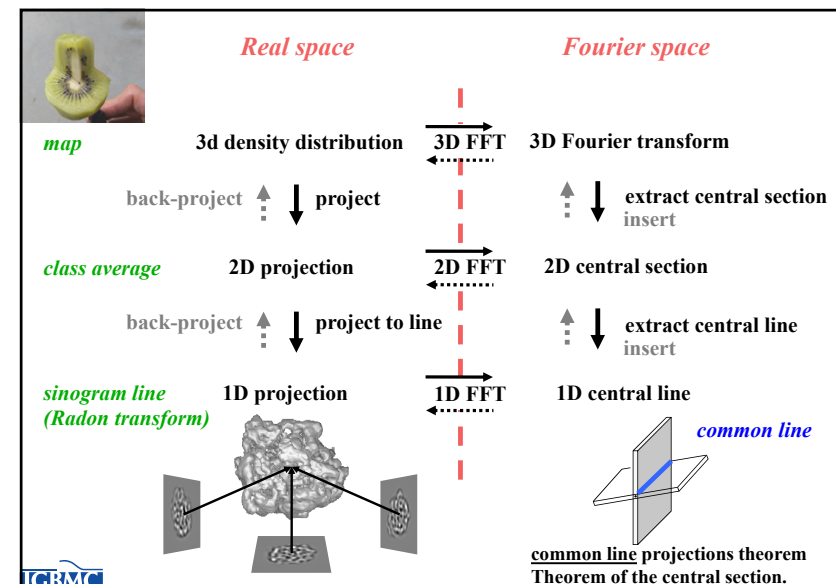 Real space Fourier space
map 3d density distribution 3D FFT 3D Fourier transform
back-project project extract central section
insert
class average 2D projection 2D FFT 2D central section
back-project project to line extract central line
insert
sinogram line 1D projection 1D FFT 1D central line
(Radon transform)
common line
common line projections theorem
Theorem of the central section.
IGBMC